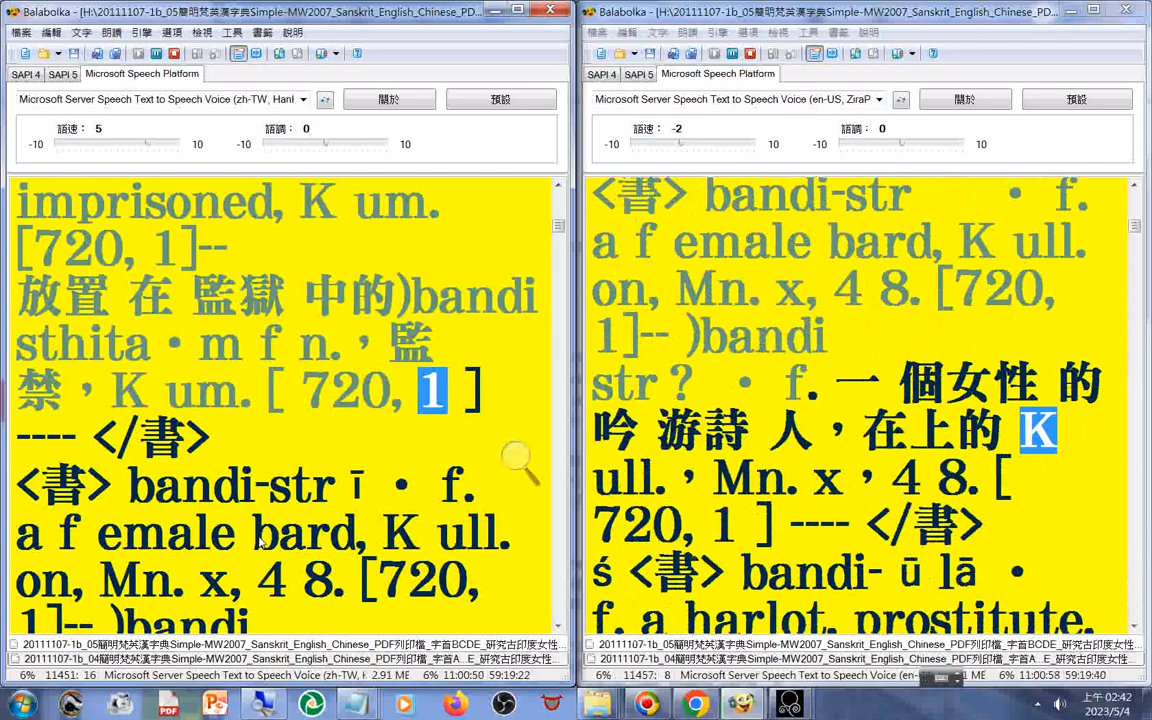 Balabolka - [H:\20111107-1b_05簡明梵英漢字典Simple-MW2007_Sanskrit_English_Chinese_PD...
檔案 編輯 文字 朗讀 引擎 選項 檢視 工具 書籤 說明
SAPI 4 SAPI 5 Microsoft Speech Platform
Microsoft Server Speech Text to Speech Voice (zh-TW, Hanl
關於 預設
語速： 5 語調： 0
-10 10 -10 10
imprisoned, K um.
[720, 1]--
放置 在 監獄 中的)bandi
sthita • m f n.，監
禁，K um. [ 720, 1 ]
---- </書>
<書> bandi-str ī • f.
a f emale bard, K ull.
on, Mn. x, 4 8. [720,
1]-- )bandi
20111107-1b_05簡明梵英漢字典Simple-MW2007_Sanskrit_English_Chinese_PDF列印檔_字首BCDE_研究古印度女性...
20111107-1b_04簡明梵英漢字典Simple-MW2007_Sanskrit_English_Chinese_PDF列印檔_字首A...E_研究古印度女性...
6% 11451: 16 Microsoft Server Speech Text to Speech Voice (zh-TW, 2.91 ME 6% 11:00:50 59:19:22
Balabolka - [H:\20111107-1b_05簡明梵英漢字典Simple-MW2007_Sanskrit_English_Chinese_PD...
檔案 編輯 文字 朗讀 引擎 選項 檢視 工具 書籤 說明
SAPI 4 SAPI 5 Microsoft Speech Platform
Microsoft Server Speech Text to Speech Voice (en-US, ZiraP
關於 預設
語速： -2 語調： 0
-10 10 -10 10
<書> bandi-str • f.
a f emale bard, K ull.
on, Mn. x, 4 8. [720,
1]-- )bandi
str？ • f. 一 個女性 的
吟 游詩 人，在上的 K
ull.，Mn. x，4 8. [
720, 1 ] ---- </書>
ś <書> bandi- ū lā •
f. a harlot, prostitute,
20111107-1b_05簡明梵英漢字典Simple-MW2007_Sanskrit_English_Chinese_PDF列印檔_字首BCDE_研究古印度女性...
20111107-1b_04簡明梵英漢字典Simple-MW2007_Sanskrit_English_Chinese_PDF列印檔_字首A...E_研究古印度女性...
6% 11457: 8 Microsoft Server Speech Text to Speech Voice ME 6% 11:00:58 59:19:40
PDF
上午 02:42
2023/5/4